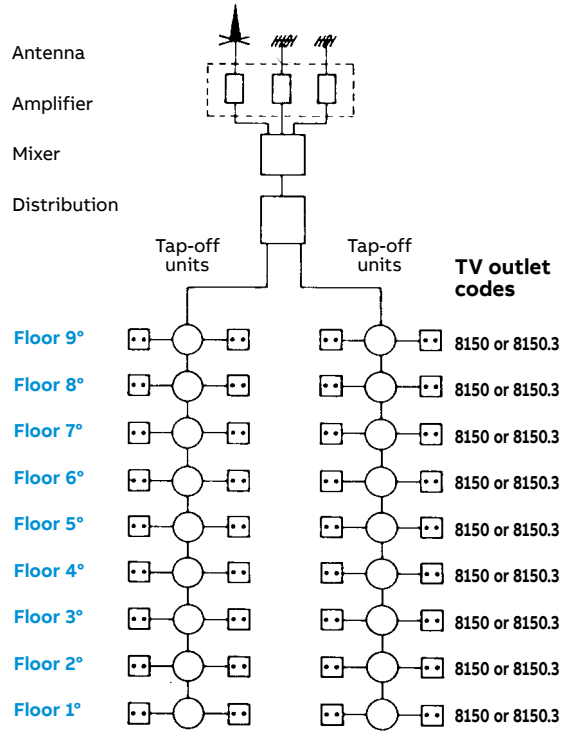 Antenna
Amplifier
Mixer
Distribution
Tap-off
units
Tap-off
units
TV outlet
codes
Floor 9° 8150 or 8150.3
Floor 8° 8150 or 8150.3
Floor 7° 8150 or 8150.3
Floor 6° 8150 or 8150.3
Floor 5° 8150 or 8150.3
Floor 4° 8150 or 8150.3
Floor 3° 8150 or 8150.3
Floor 2° 8150 or 8150.3
Floor 1° 8150 or 8150.3